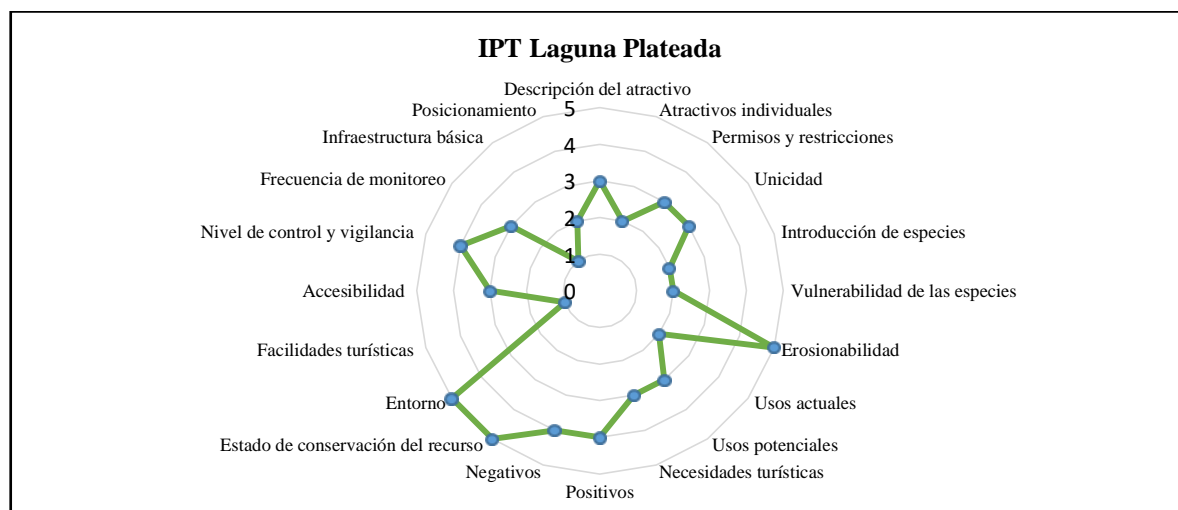 IPT Laguna Plateada
Descripción del atractivo
Posicionamiento
5
Atractivos individuales
Infraestructura básica
4
Permisos y restricciones
Frecuencia de monitoreo
3
Unicidad
Nivel de control y vigilancia
2
Introducción de especies
1
Accesibilidad
0
Vulnerabilidad de las especies
Facilidades turísticas
Erosionabilidad
Entorno
Usos actuales
Estado de conservación del recurso
Usos potenciales
Negativos
Necesidades turísticas
Positivos